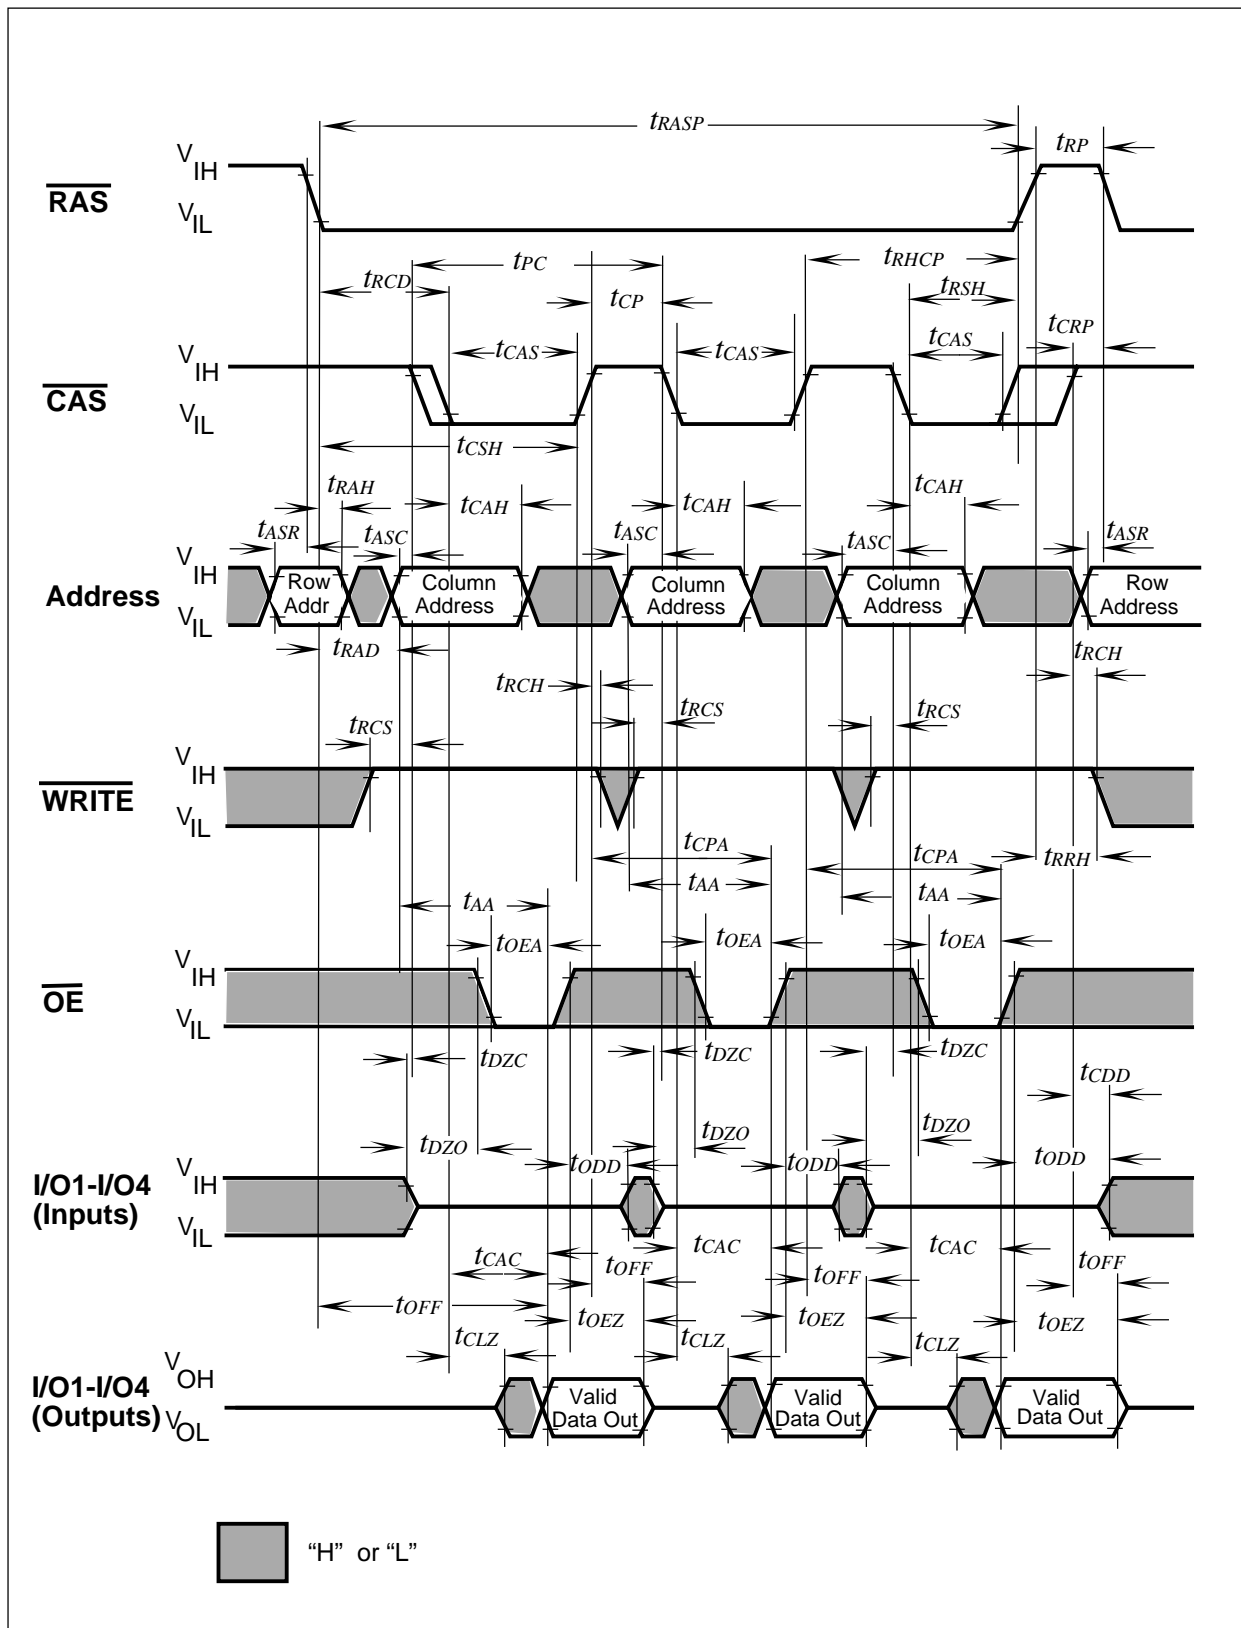 tRASP
tRP
VIH
RAS
VIL
tPC
tRHCP
tRCD
tRSH
tCP
tCRP
tCAS
tCAS
tCAS
VIH
CAS
VIL
tCSH
tRAH
tCAH
tCAH
tCAH
tASR
tASC
tASC
tASC
tASR
VIH
Address
VIL
Row
Addr
Column
Address
Column
Address
Column
Address
Row
Address
tRAD
tRCH
tRCH
tRCS
tRCS
tRCS
VIH
WRITE
VIL
tCPA
tCPA
tRRH
tAA
tAA
tAA
tOEA
tOEA
tOEA
VIH
OE
VIL
tDZC
tDZC
tDZC
tCDD
tDZO
tDZO
tDZO
tODD
tODD
tODD
VIH
I/O1-I/O4
(Inputs)
VIL
tCAC
tCAC
tCAC
tOFF
tOFF
tOFF
tOFF
tOEZ
tOEZ
tOEZ
tCLZ
tCLZ
tCLZ
VOH
I/O1-I/O4
(Outputs)
VOL
Valid
Data Out
Valid
Data Out
Valid
Data Out
“H” or “L”